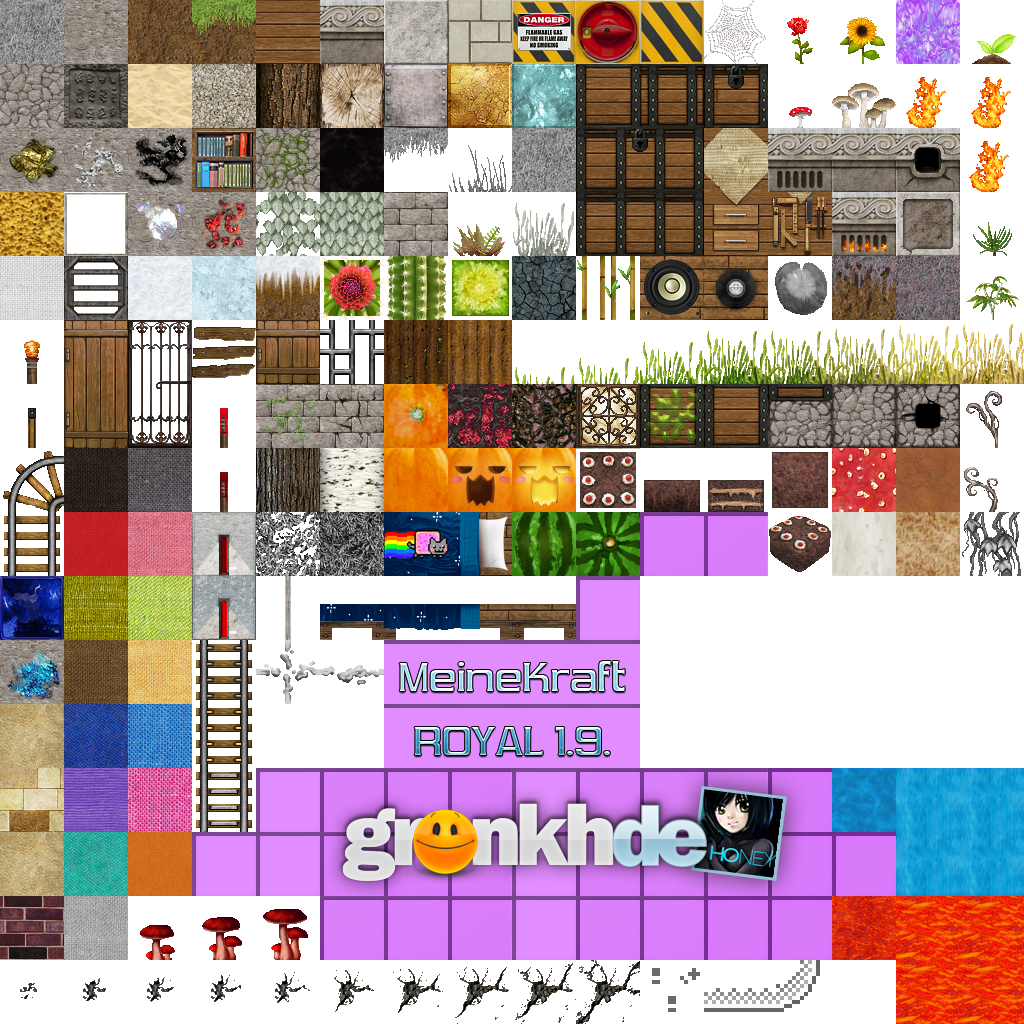 DANGER
FLAMMABLE GAS
KEEP FIRE OR FLAME AWAY
NO SMOKING
MeineKraft
ROYAL 1.9.
gronkhde
HONEY